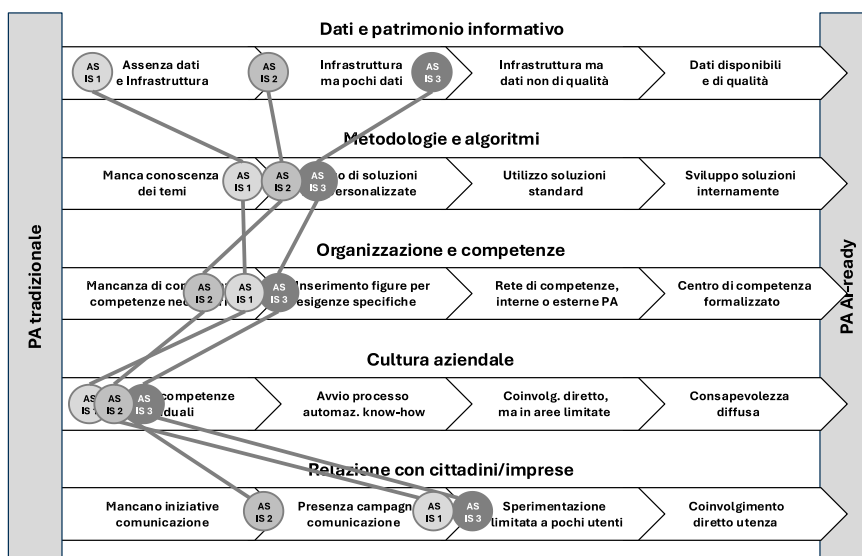 Dati e patrimonio informativo
AS
IS 1
Assenza dati
e Infrastruttura
AS
IS 2
Infrastruttura
ma pochi dati
AS
IS 3
Infrastruttura ma
dati non di qualità
Dati disponibili
e di qualità
Metodologie e algoritmi
Manca conoscenza
dei temi
AS
IS 1
AS
IS 2
AS
IS 3
di soluzioni
Utilizzo soluzioni
standard
Sviluppo soluzioni
internamente
PA tradizionale
PA AI-ready
Organizzazione e competenze
Mancanza di
competenze
AS
IS 2
AS
IS 1
AS
IS 3
Inserimento figure per
esigenze specifiche
Rete di competenze,
interne o esterne PA
Centro di competenza
formalizzato
Cultura aziendale
AS
IS 1
AS
IS 2
AS
IS 3
competenze
Avvio processo
automaz. know-how
Coinvolg. diretto,
ma in aree limitate
Consapevolezza
diffusa
Relazione con cittadini/imprese
Mancano iniziative
comunicazione
AS
IS 2
Presenza
comunicazione
AS
IS 1
AS
IS 3
Sperimentazione
limitata a pochi utenti
Coinvolgimento
diretto utenza